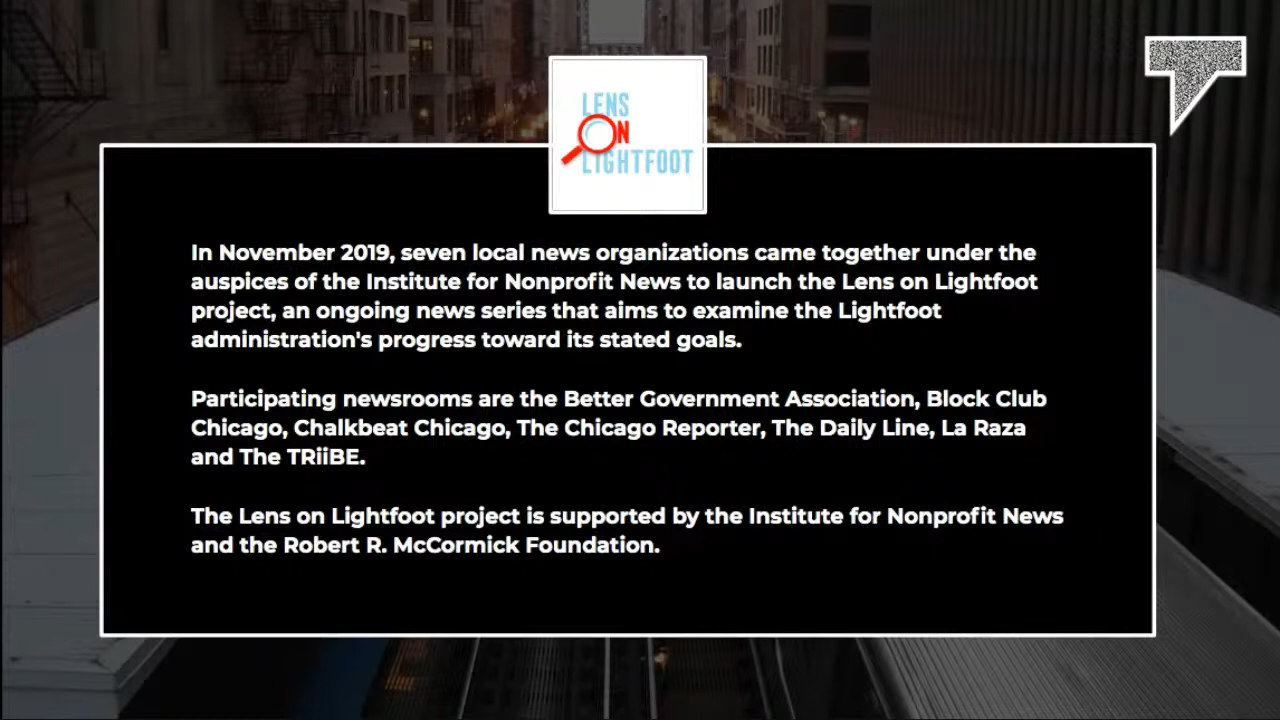 LENS
ON
LIGHTFOOT
In November 2019, seven local news organizations came together under the
auspices of the Institute for Nonprofit News to launch the Lens on Lightfoot
project, an ongoing news series that aims to examine the Lightfoot
administration's progress toward its stated goals.
Participating newsrooms are the Better Government Association, Block Club
Chicago, Chalkbeat Chicago, The Chicago Reporter, The Daily Line, La Raza
and The TRiiBE.
The Lens on Lightfoot project is supported by the Institute for Nonprofit News
and the Robert R. McCormick Foundation.